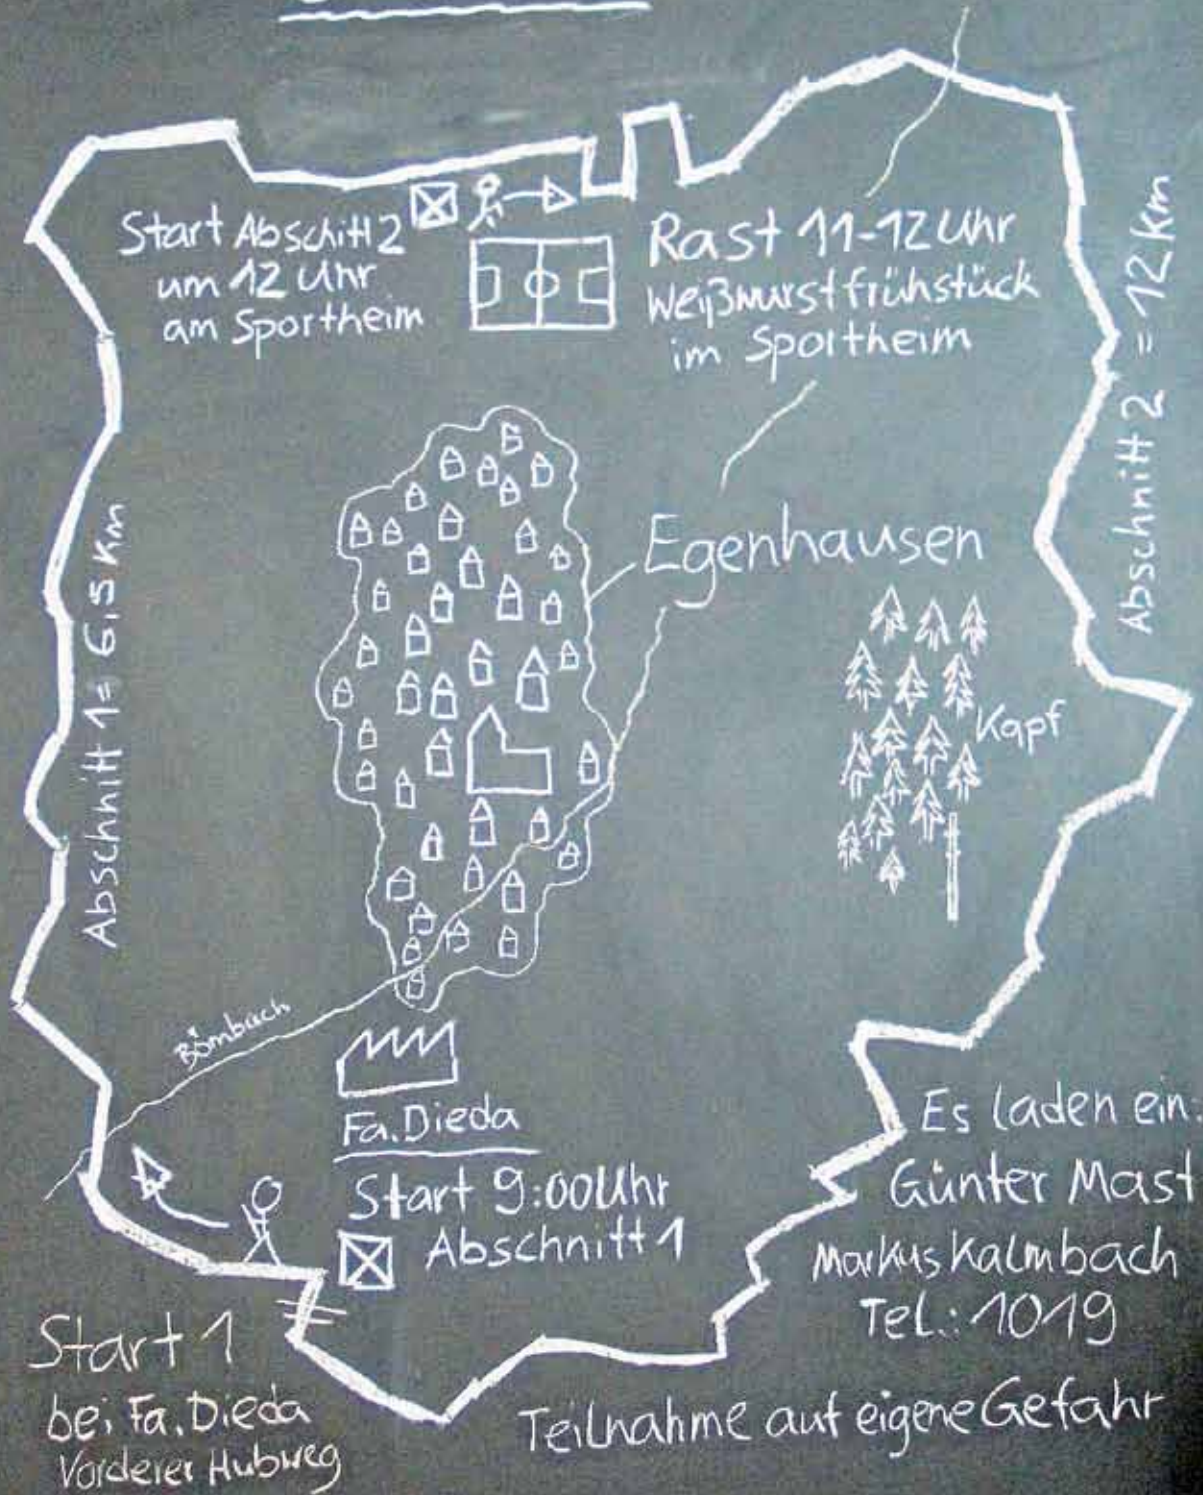 Start Abschitt 2
um 12 Uhr
am Sportheim
Rast 11-12 Uhr
Weißwurstfrühstück
im Sportheim
Abschnitt 2 = 12 km
Egenhausen
Kapf
Abschnitt 1 = 6,5 Km
Bömbach
Fa. Dieda
Start 9:00 Uhr
Abschnitt 1
Es laden ein:
Günter Mast
Markus Kalmbach
Tel.: 1019
Start 1
bei Fa. Dieda
Vorderer Hubweg
Teilnahme auf eigene Gefahr